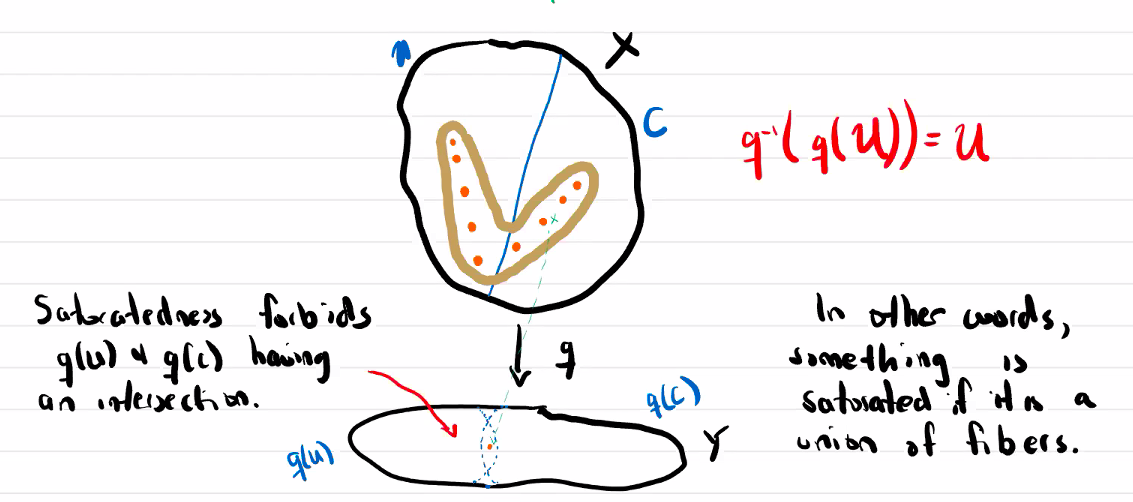 X
C
q⁻¹(q(U)) = U
Saturatedness forbids
q(u) & q(c) having
an intersection.
q
q(u)
q(c)
Y
In other words,
something is
saturated if it is a
union of fibers.